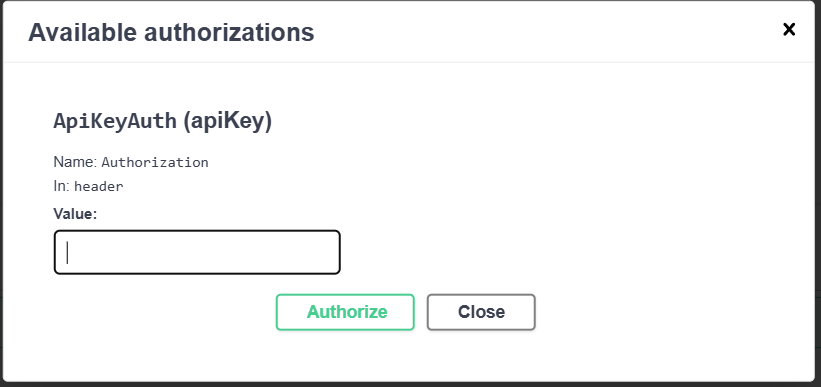 Available authorizations
ApiKeyAuth (apiKey)
Name: Authorization
In: header
Value:
Authorize
Close